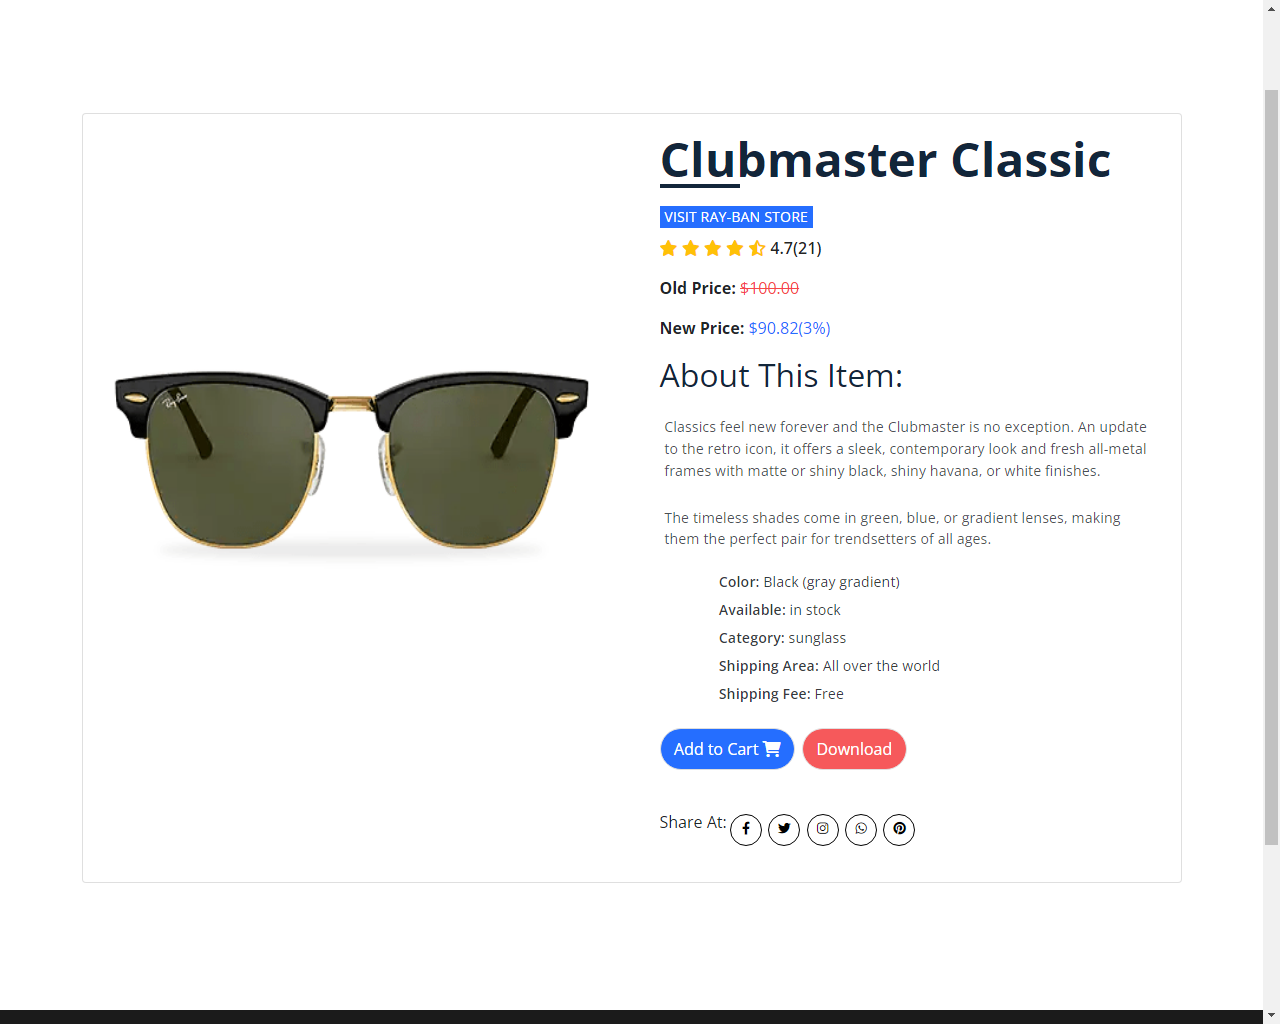 Clubmaster Classic
VISIT RAY-BAN STORE
4.7(21)
Old Price: $100.00
New Price: $90.82(3%)
About This Item:
Classics feel new forever and the Clubmaster is no exception. An update
to the retro icon, it offers a sleek, contemporary look and fresh all-metal
frames with matte or shiny black, shiny havana, or white finishes.
The timeless shades come in green, blue, or gradient lenses, making
them the perfect pair for trendsetters of all ages.
Color: Black (gray gradient)
Available: in stock
Category: sunglass
Shipping Area: All over the world
Shipping Fee: Free
Add to Cart
Download
Share At:
Ray-Ban